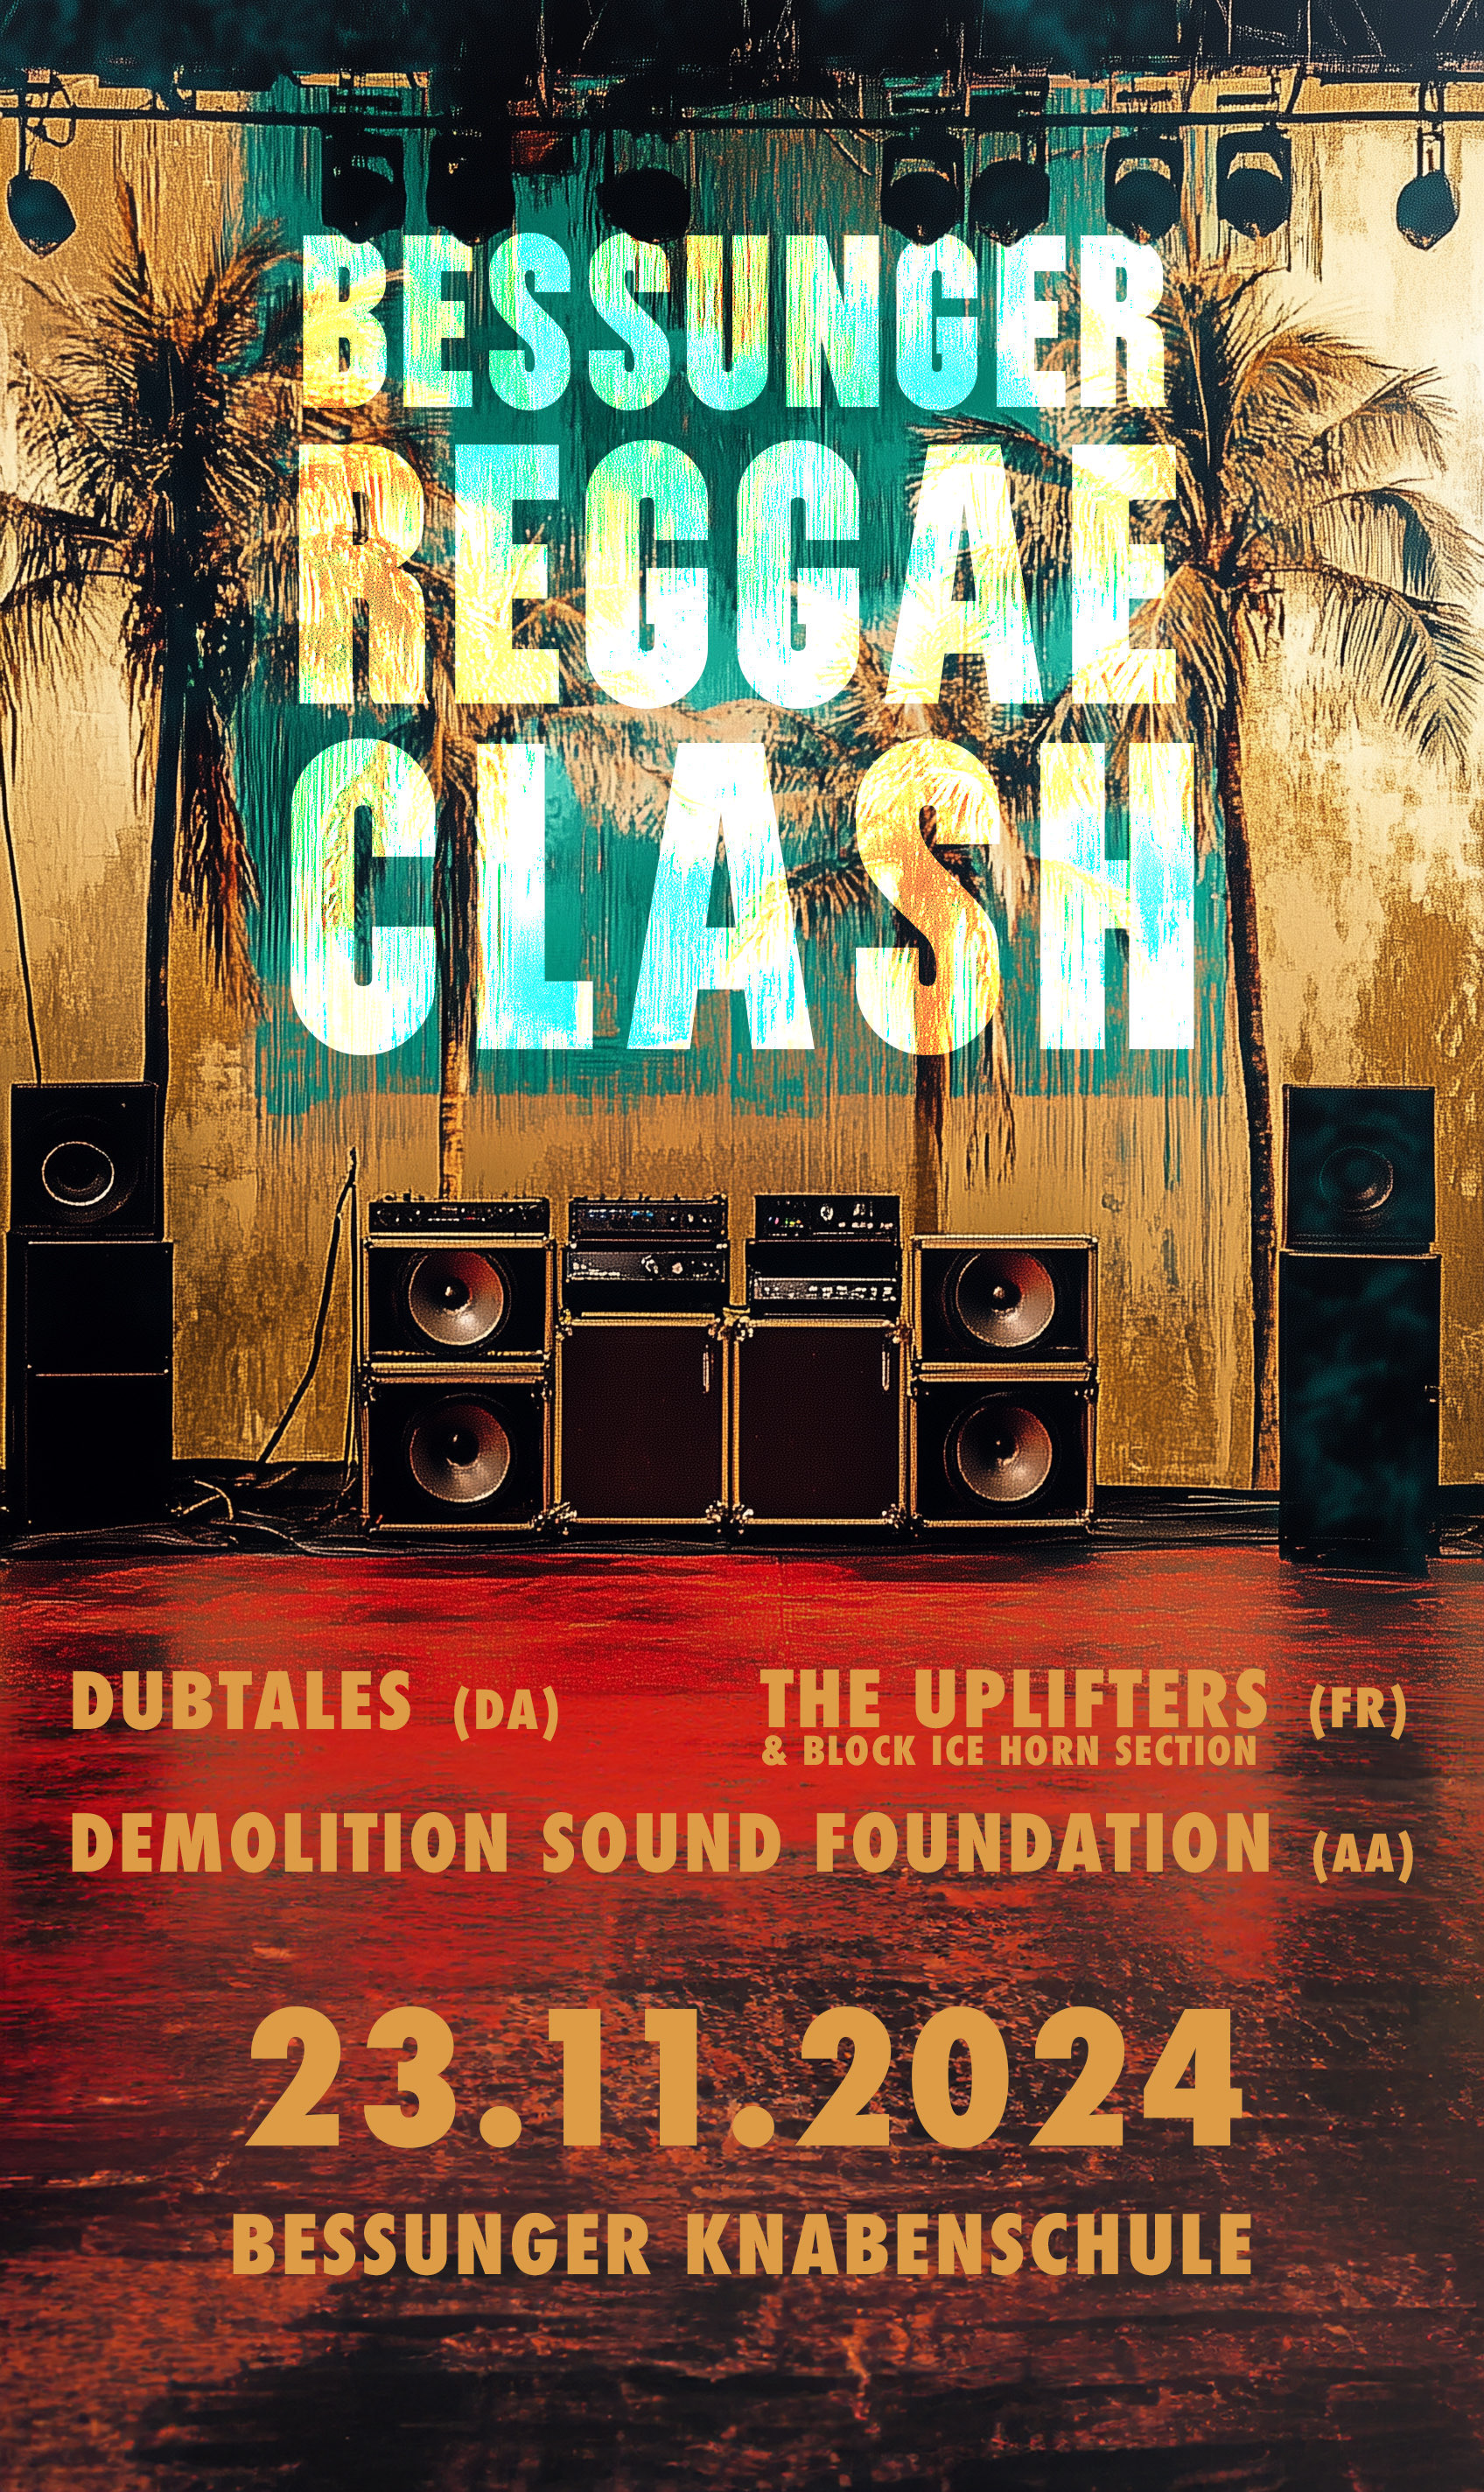 BESSUNGER
REGGAE
CLASH
DUBTALES (DA)
THE UPLIFTERS (FR)
& BLOCK ICE HORN SECTION
DEMOLITION SOUND FOUNDATION (AA)
23.11.2024
BESSUNGER KNABENSCHULE